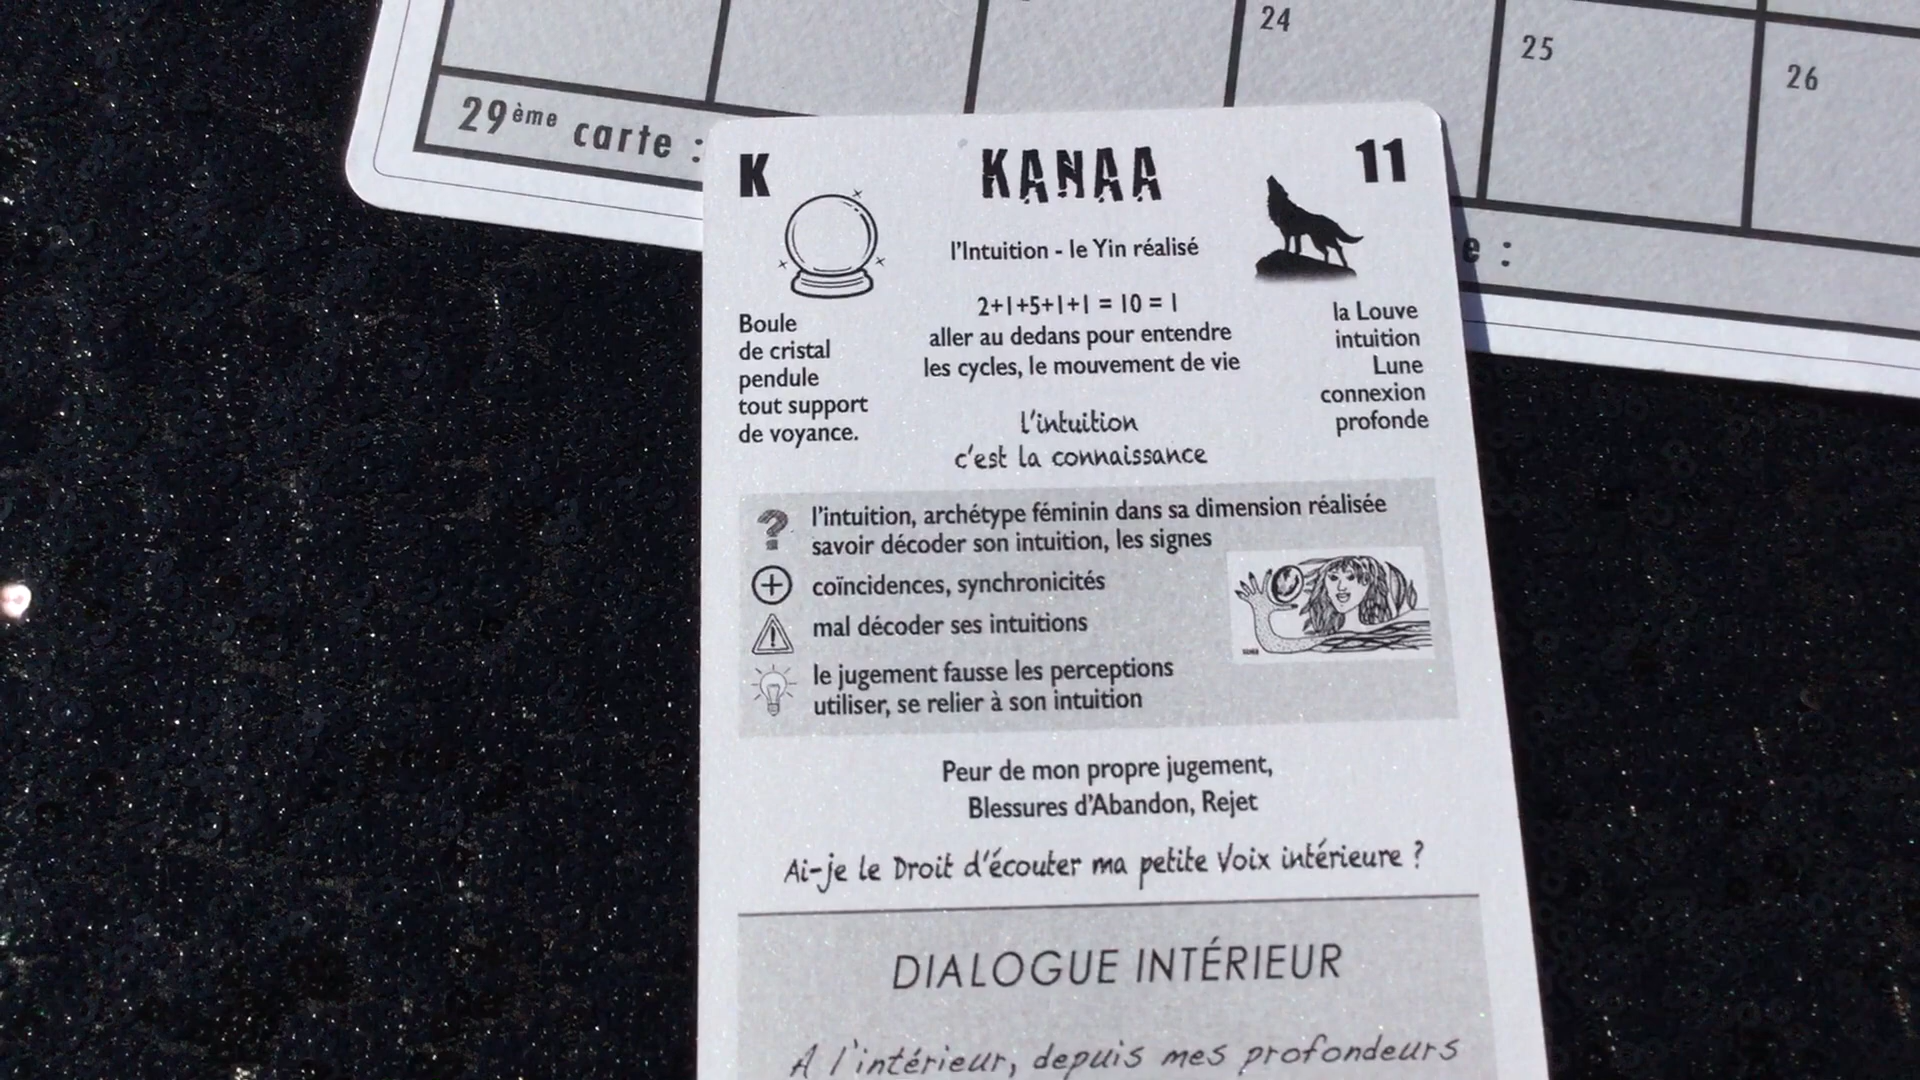 24
25
26
29ème carte :
e :
K
KANAA
11
l'Intuition - le Yin réalisé
2+1+5+1+1 = 10 = 1
aller au dedans pour entendre
les cycles, le mouvement de vie
Boule
de cristal
pendule
tout support
de voyance.
la Louve
intuition
Lune
connexion
profonde
l'intuition
c'est la connaissance
l'intuition, archétype féminin dans sa dimension réalisée
savoir décoder son intuition, les signes
coïncidences, synchronicités
mal décoder ses intuitions
le jugement fausse les perceptions
utiliser, se relier à son intuition
Peur de mon propre jugement,
Blessures d'Abandon, Rejet
Ai-je le Droit d'écouter ma petite Voix intérieure ?
DIALOGUE INTÉRIEUR
A l'intérieur, depuis mes profondeurs